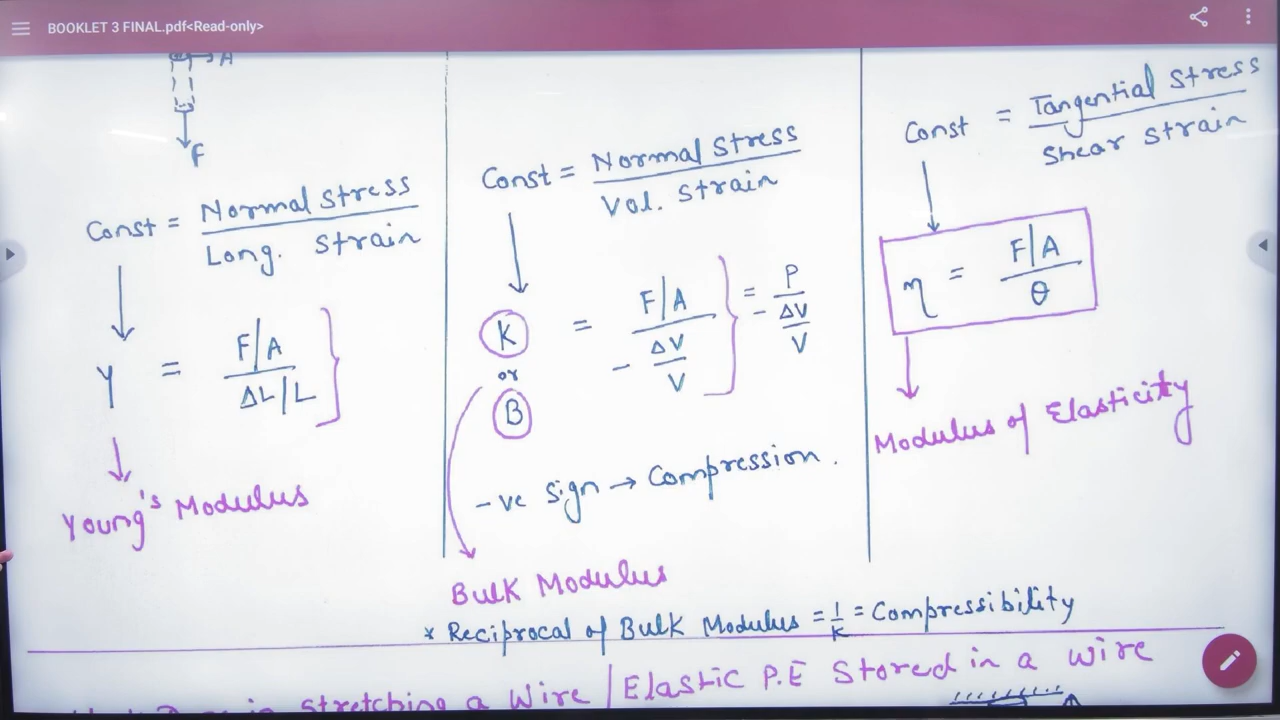 BOOKLET 3 FINAL.pdf<Read-only>
A
F
Const = Normal Stress / Long. Strain
Y = F/A / ΔL/L
Young's Modulus
Const = Normal Stress / Vol. Strain
K or B = F/A / - ΔV/V = P / - ΔV/V
-ve sign → Compression.
Bulk Modulus
* Reciprocal of Bulk Modulus = 1/K = Compressibility
Const = Tangential Stress / Shear Strain
η = F/A / θ
Modulus of Elasticity
in stretching a wire / Elastic P.E Stored in a wire